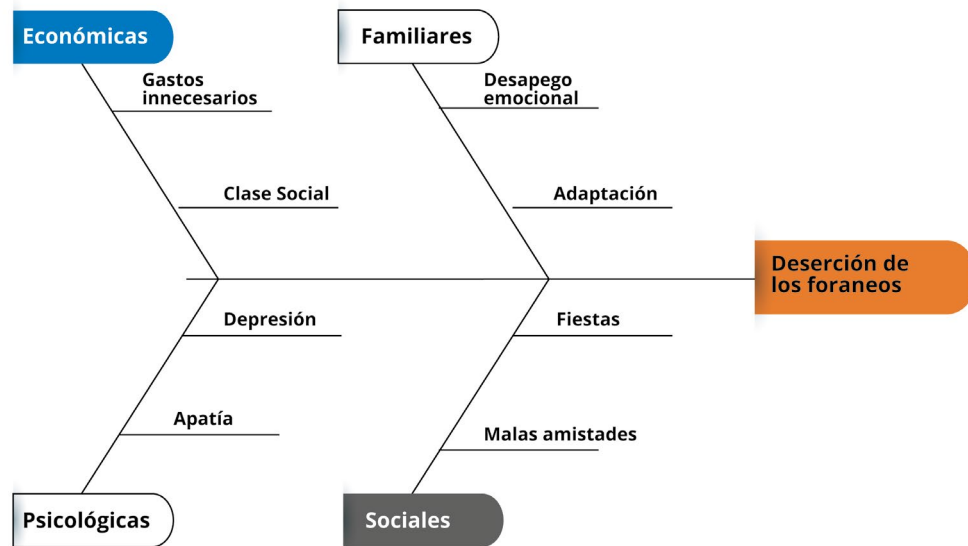 Económicas
Familiares
Gastos
innecesarios
Desapego
emocional
Clase Social
Adaptación
Deserción de
los foraneos
Depresión
Fiestas
Apatía
Malas amistades
Psicológicas
Sociales